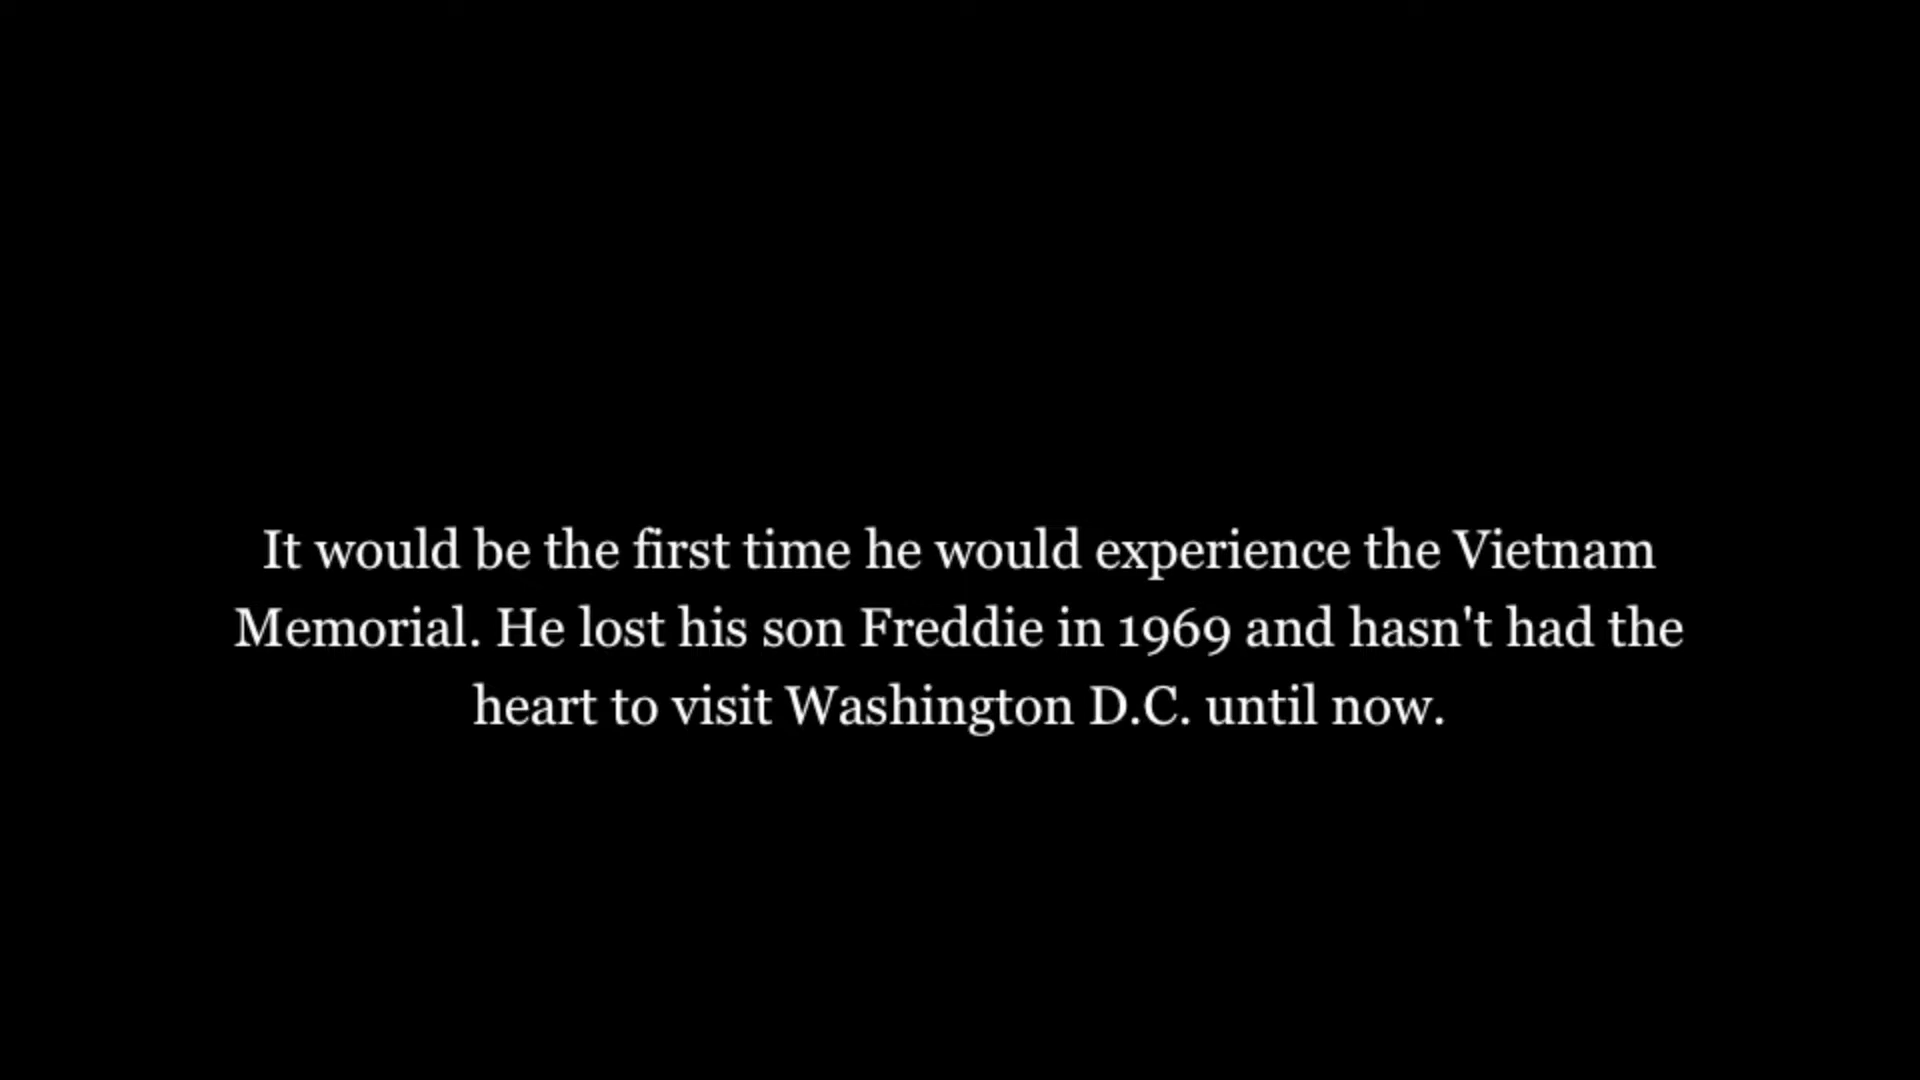 It would be the first time he would experience the Vietnam
Memorial. He lost his son Freddie in 1969 and hasn't had the
heart to visit Washington D.C. until now.